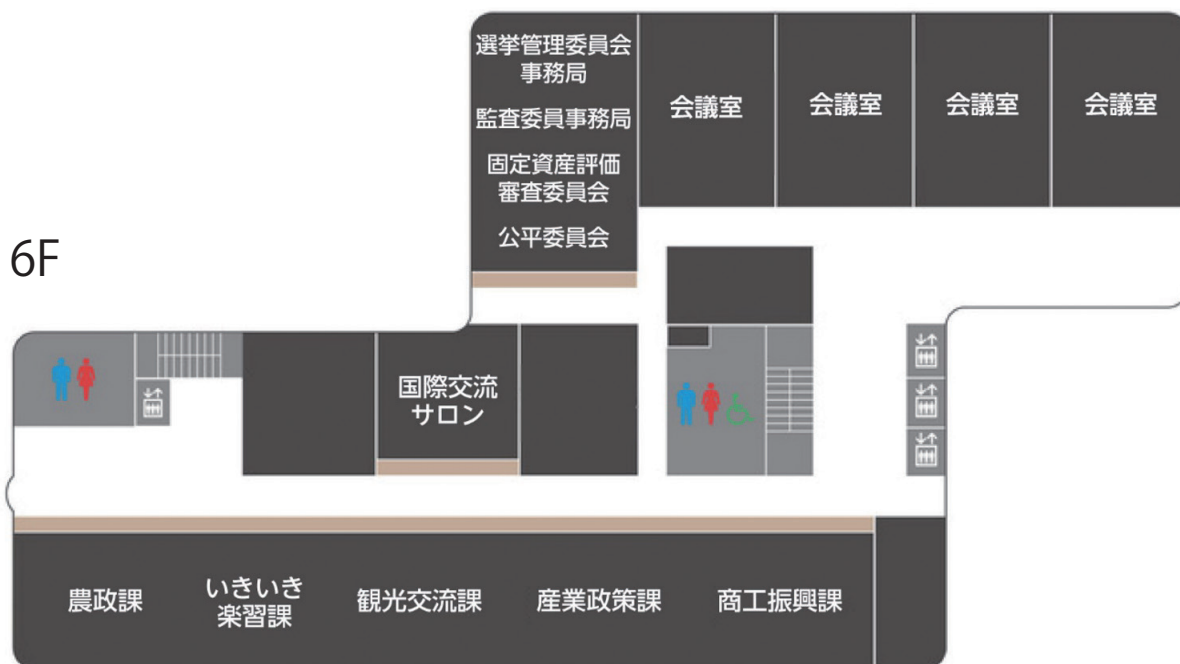 選挙管理委員会
事務局
監査委員事務局
固定資産評価
審査委員会
公平委員会
会議室
会議室
会議室
会議室
6F
国際交流
サロン
農政課
いきいき
楽習課
観光交流課
産業政策課
商工振興課